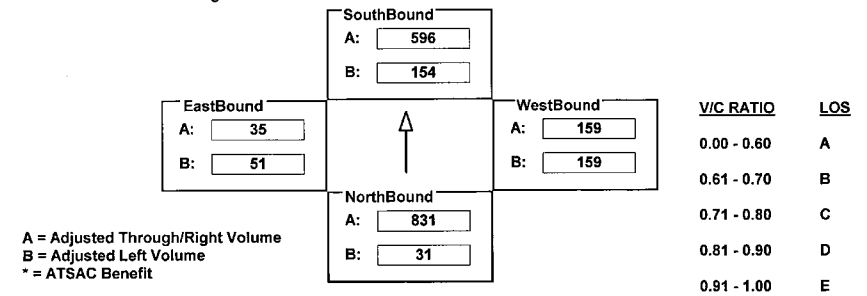 SouthBound
A: 596
B: 154
EastBound
A: 35
B: 51
WestBound
A: 159
B: 159
NorthBound
A: 831
B: 31
A = Adjusted Through/Right Volume
B = Adjusted Left Volume
* = ATSAC Benefit
V/C RATIO LOS
0.00 - 0.60 A
0.61 - 0.70 B
0.71 - 0.80 C
0.81 - 0.90 D
0.91 - 1.00 E